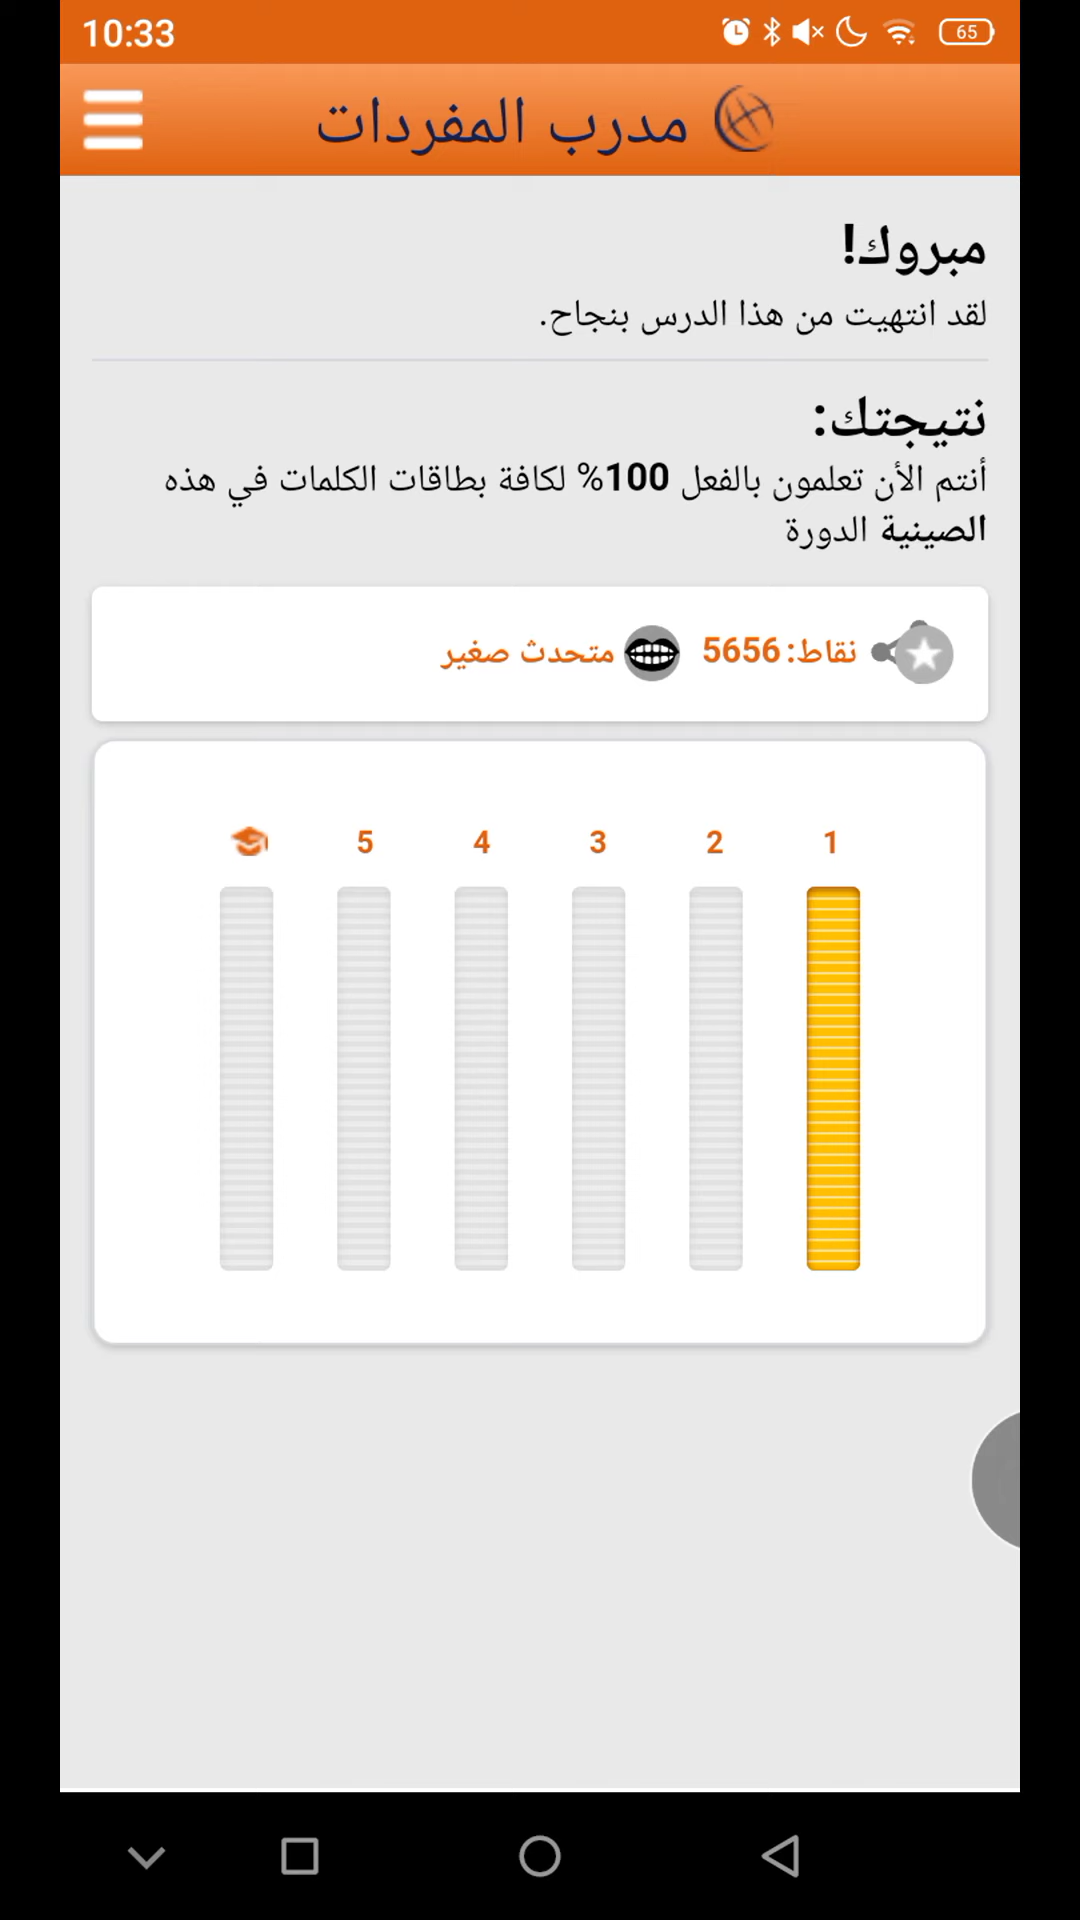 10:33
65
مدرب المفردات
مبروك!
لقد انتهيت من هذا الدرس بنجاح.
نتيجتك:
أنتم الأن تعلمون بالفعل 100% لكافة بطاقات الكلمات في هذه
الصينية الدورة
نقاط: 5656 متحدث صغير
1 2 3 4 5